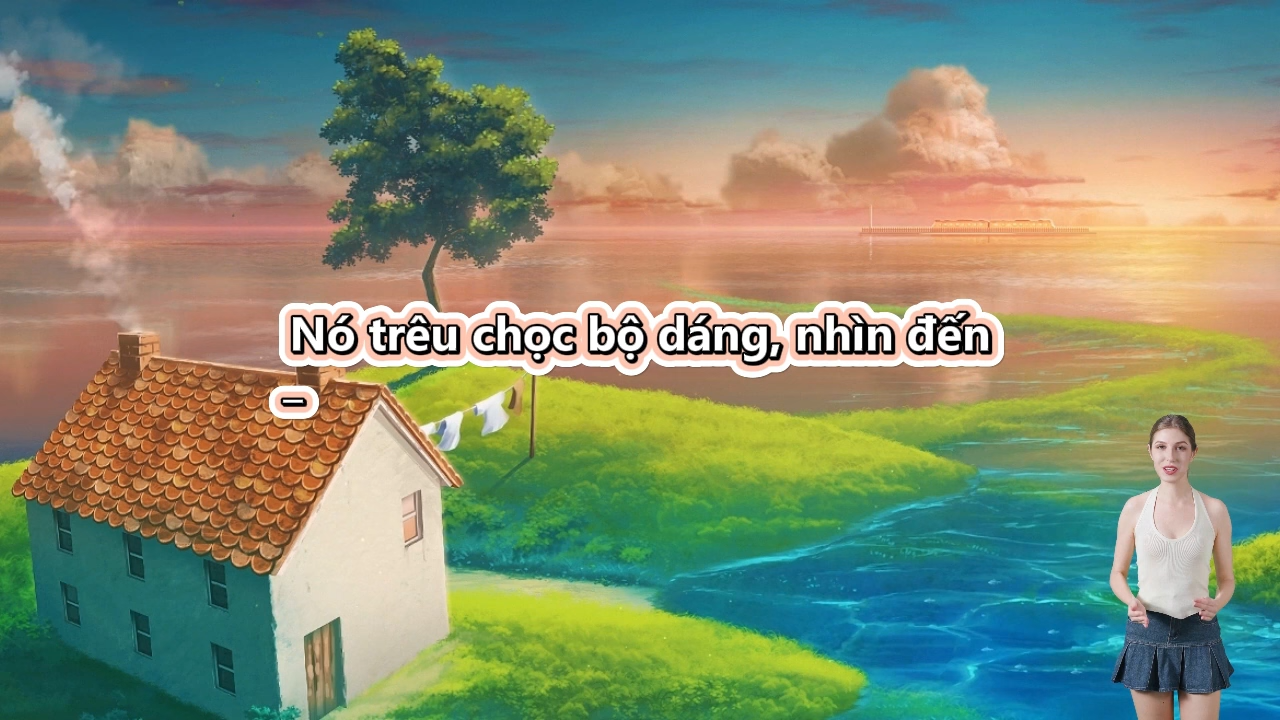 Nó trêu chọc bộ dáng, nhìn đến
–